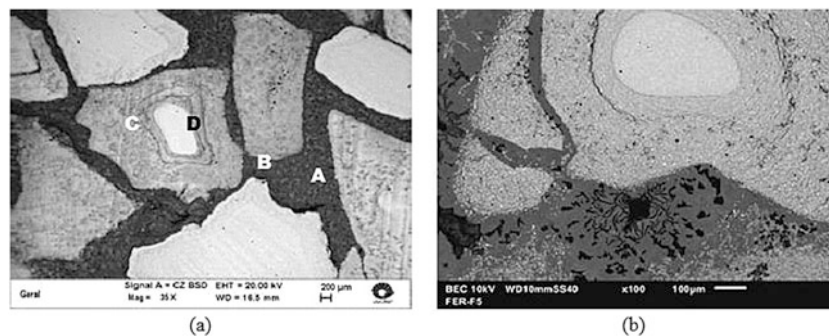 C
D
B
A
Geral
Signal A = CZ BSD
EHT = 20.00 kV
200 µm
Mag = 35 X
WD = 16.5 mm
BEC 10kV
WD10mmSS40
x100
100µm
FER-F5
(a)
(b)